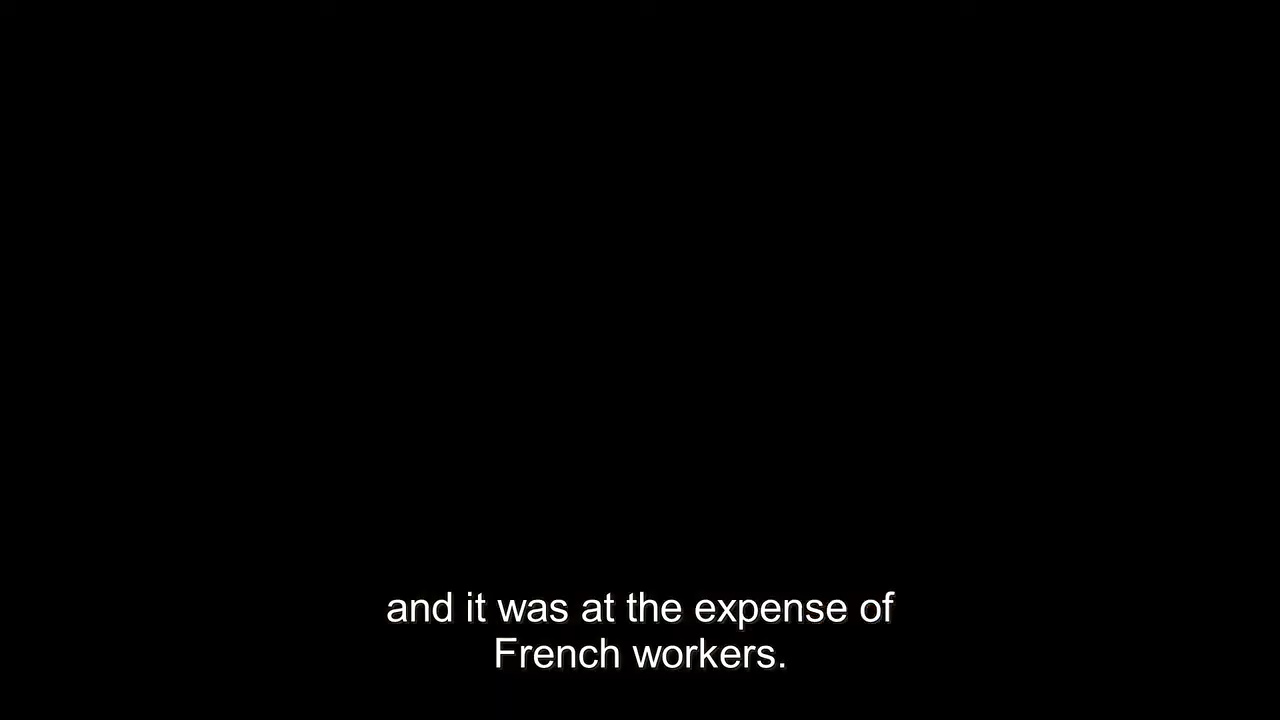 and it was at the expense of
French workers.